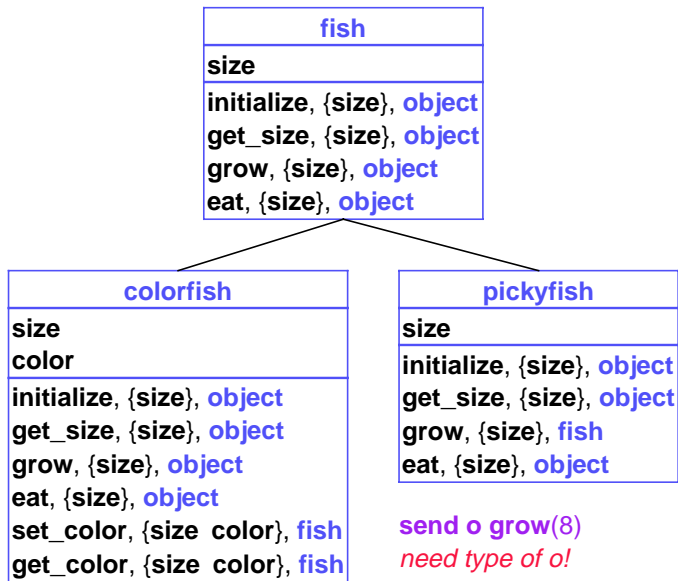 fish
size
initialize, {size}, object
get_size, {size}, object
grow, {size}, object
eat, {size}, object
colorfish
size
color
initialize, {size}, object
get_size, {size}, object
grow, {size}, object
eat, {size}, object
set_color, {size color}, fish
get_color, {size color}, fish
pickyfish
size
initialize, {size}, object
get_size, {size}, object
grow, {size}, fish
eat, {size}, object
send o grow(8)
need type of o!